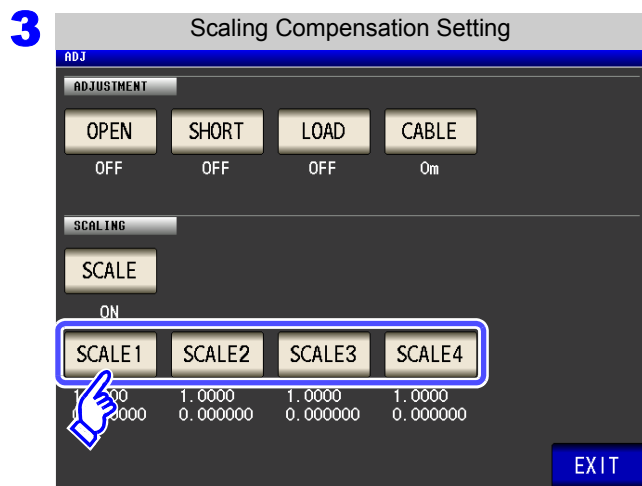 3
Scaling Compensation Setting
ADJ
ADJUSTMENT
OPEN SHORT LOAD CABLE
OFF OFF OFF 0m
SCALING
SCALE
ON
SCALE1 SCALE2 SCALE3 SCALE4
1.0000 1.0000 1.0000
0.000000 0.000000 0.000000
EXIT